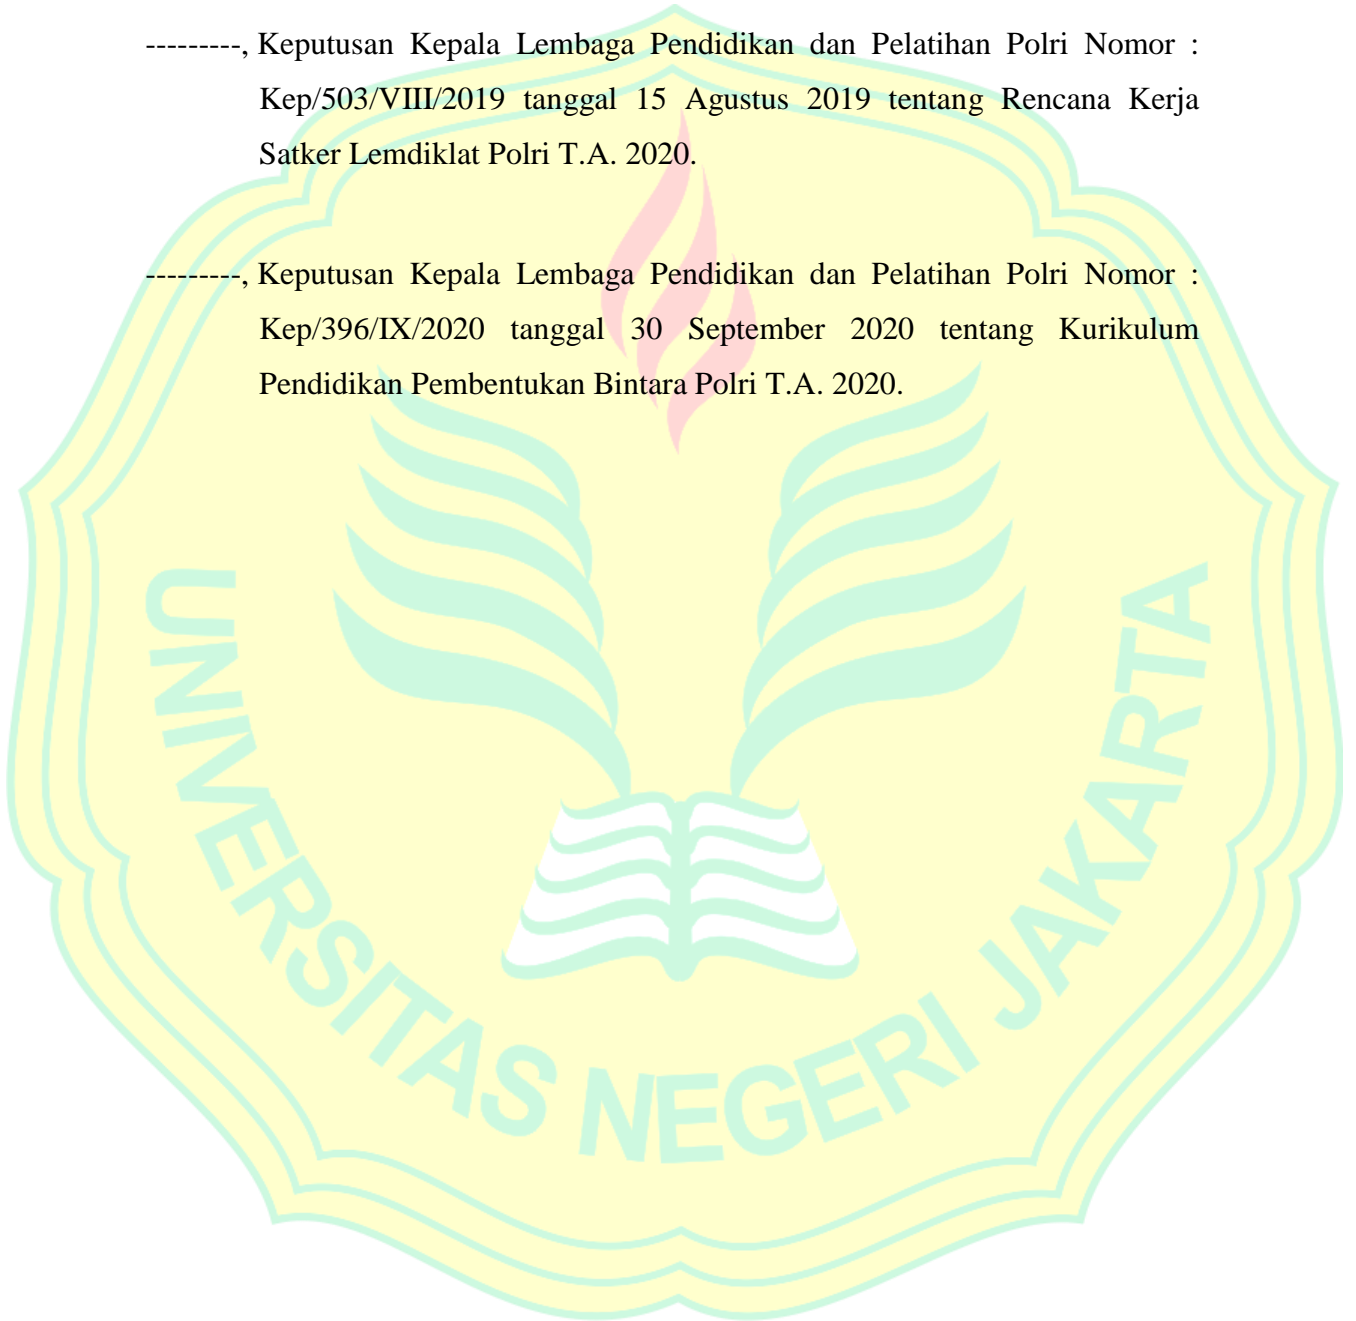 ---------, Keputusan Kepala Lembaga Pendidikan dan Pelatihan Polri Nomor :
Kep/503/VIII/2019 tanggal 15 Agustus 2019 tentang Rencana Kerja
Satker Lemdiklat Polri T.A. 2020.
---------, Keputusan Kepala Lembaga Pendidikan dan Pelatihan Polri Nomor :
Kep/396/IX/2020 tanggal 30 September 2020 tentang Kurikulum
Pendidikan Pembentukan Bintara Polri T.A. 2020.
UNIVERSITAS NEGERI JAKARTA